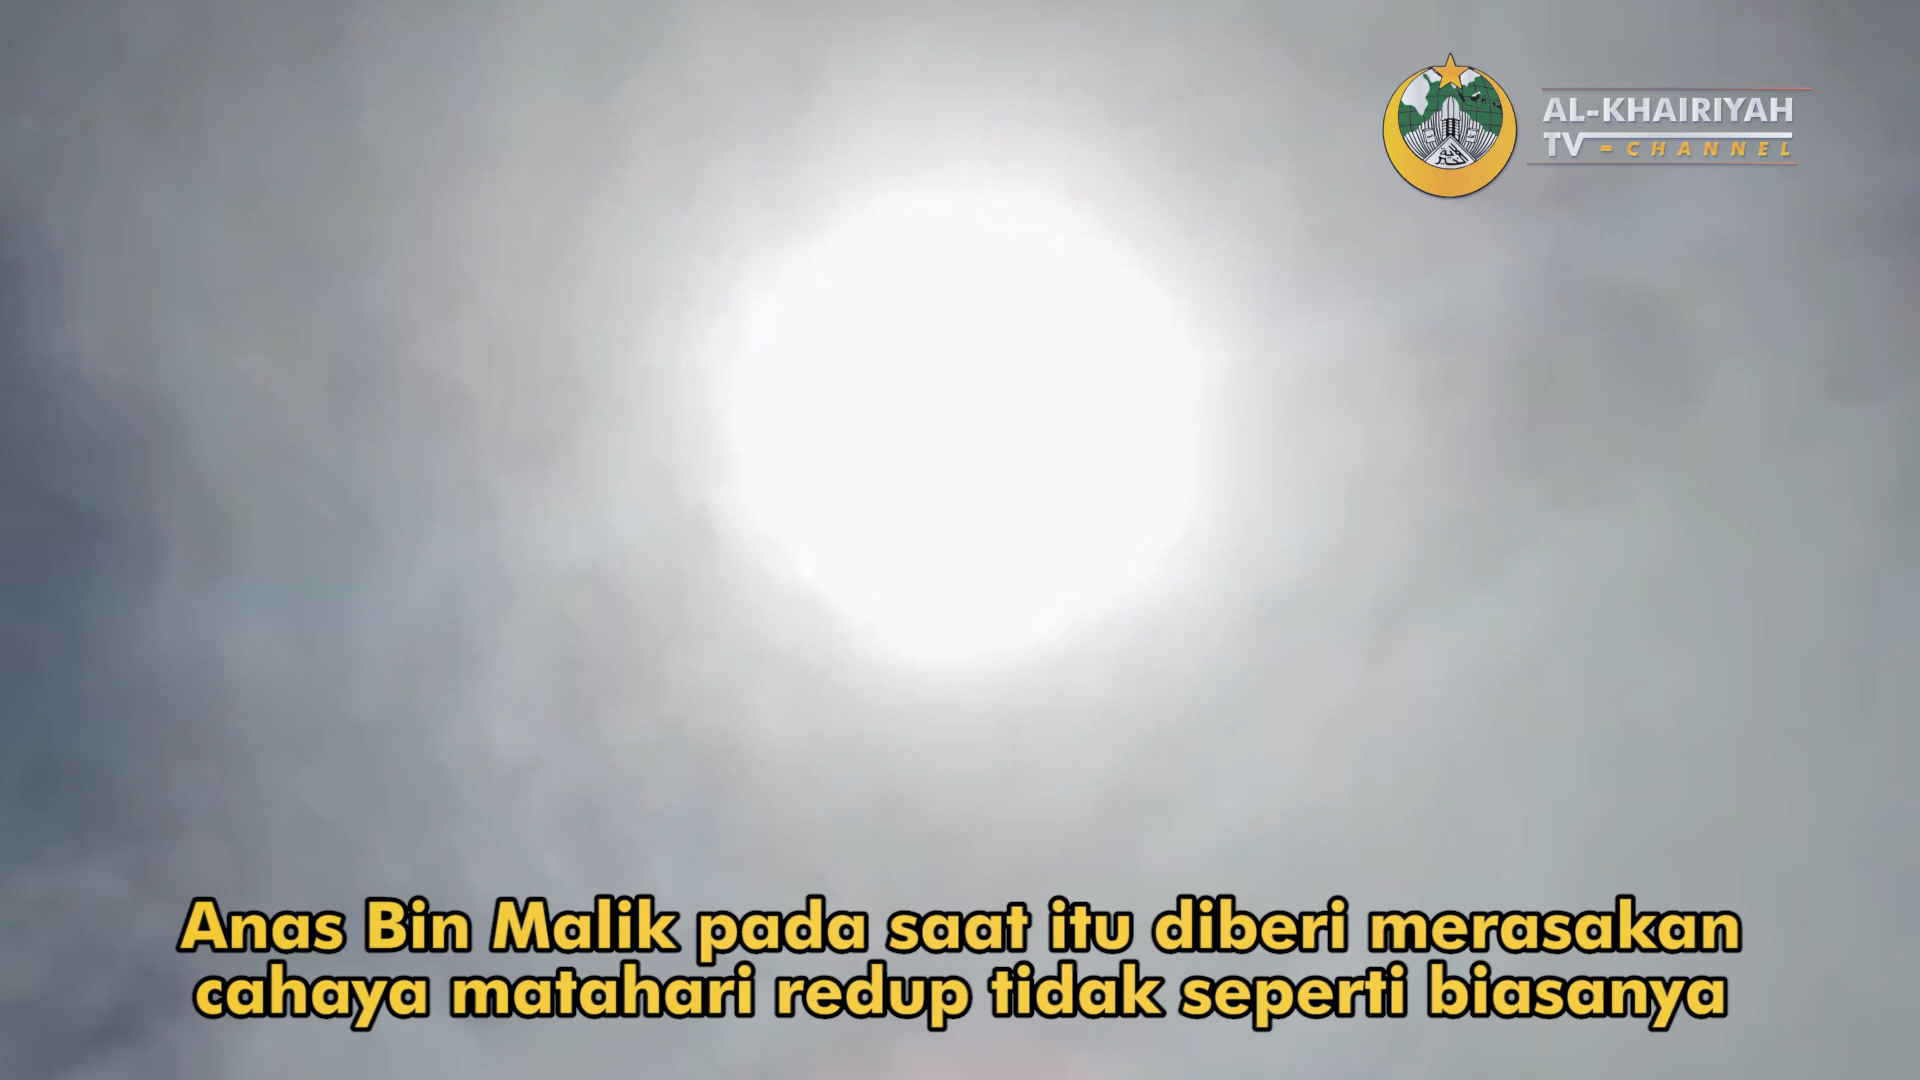 AL-KHAIRIYAH
TV - CHANNEL
Anas Bin Malik pada saat itu diberi merasakan
cahaya matahari redup tidak seperti biasanya